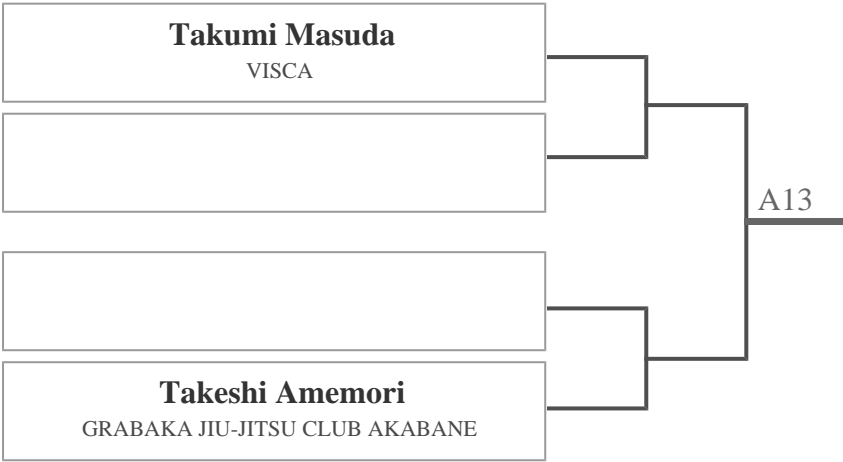 Takumi Masuda
VISCA
A13
Takeshi Amemori
GRABAKA JIU-JITSU CLUB AKABANE